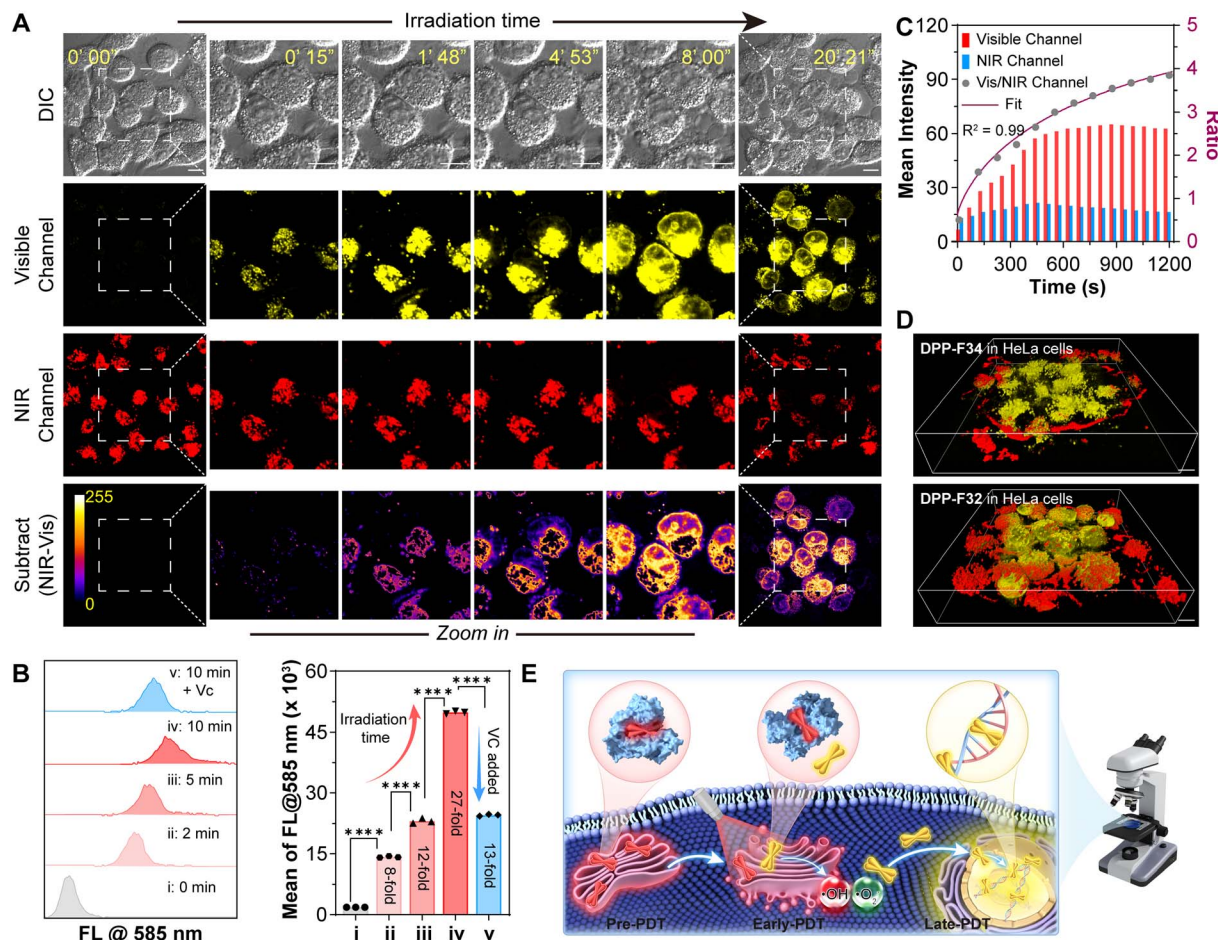 A
Irradiation time
DIC
0’ 00”
0’ 15”
1’ 48”
4’ 53”
8’ 00”
20’ 21”
Visible
Channel
NIR
Channel
Subtract
(NIR-Vis)
255
0
Zoom in
B
v: 10 min
+ Vc
iv: 10 min
iii: 5 min
ii: 2 min
i: 0 min
FL @ 585 nm
Mean of FL@585 nm (x 10³)
60
45
30
15
0
Irradiation
time
VC added
****
****
****
****
8-fold
12-fold
27-fold
13-fold
i
ii
iii
iv
v
C
Mean Intensity
120
90
60
30
0
Visible Channel
NIR Channel
Vis/NIR Channel
Fit
R² = 0.99
5
4
3
2
1
0
Ratio
0
300
600
900
1200
Time (s)
D
DPP-F34 in HeLa cells
DPP-F32 in HeLa cells
E
Pre-PDT
Early-PDT
Late-PDT
·OH
·O₂⁻